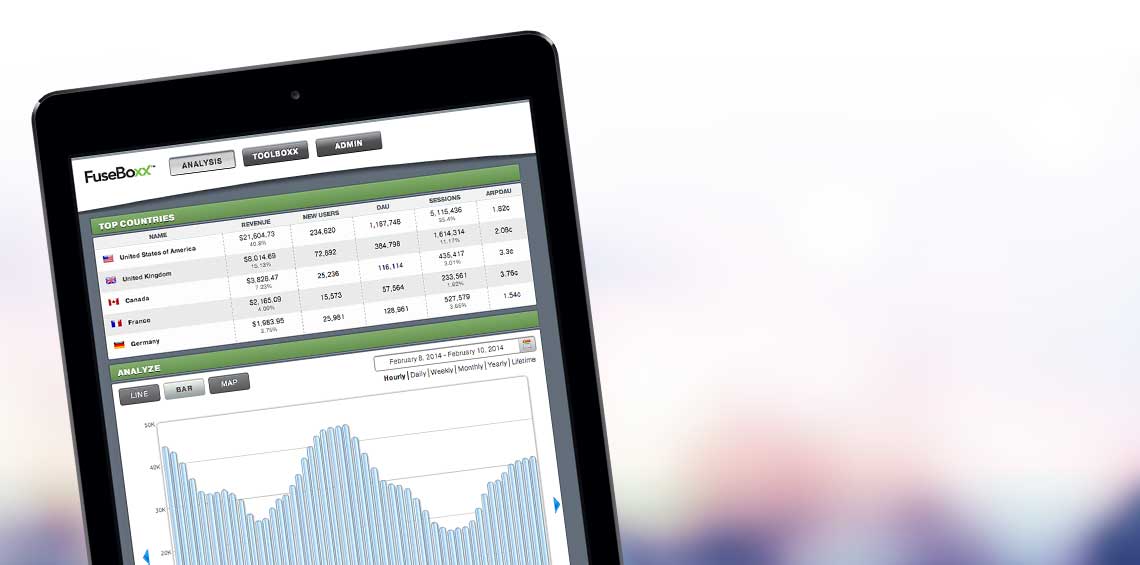 FuseBoxx™ ANALYSIS TOOLBOXX ADMIN
TOP COUNTRIES
NAME REVENUE NEW USERS DAU SESSIONS ARPDAU
United States of America $21,604.73 40.8% 234,620 1,187,748 5,115,436 35.4% 1.82¢
United Kingdom $8,014.69 15.13% 72,892 384,798 1,614,314 11.17% 2.08¢
Canada $3,828.47 7.23% 25,236 116,114 435,417 3.01% 3.3¢
France $2,165.09 4.09% 15,573 57,564 233,561 1.62% 3.76¢
Germany $1,983.95 3.75% 25,981 128,961 527,579 3.65% 1.54¢
ANALYZE
LINE BAR MAP
February 8, 2014 - February 10, 2014
Hourly | Daily | Weekly | Monthly | Yearly | Lifetime
50K
40K
30K
20K